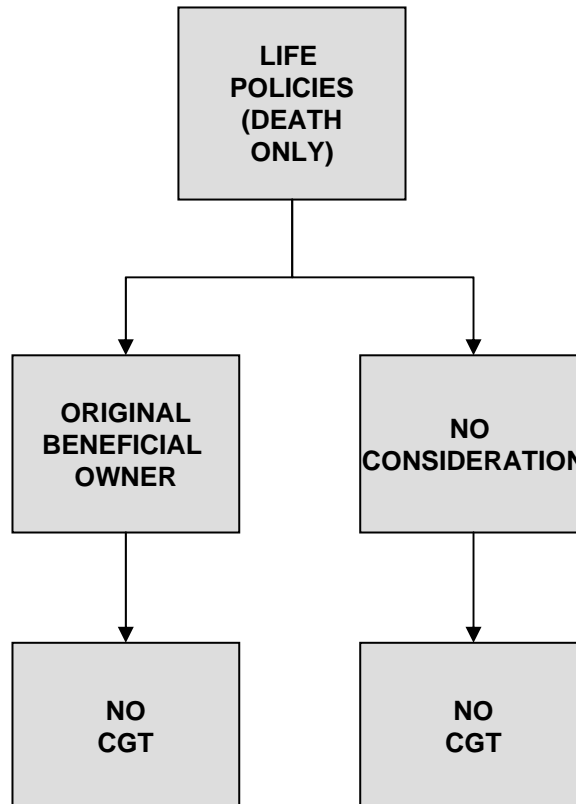 LIFE
POLICIES
(DEATH
ONLY)
ORIGINAL
BENEFICIAL
OWNER
NO
CONSIDERATION
NO
CGT
NO
CGT